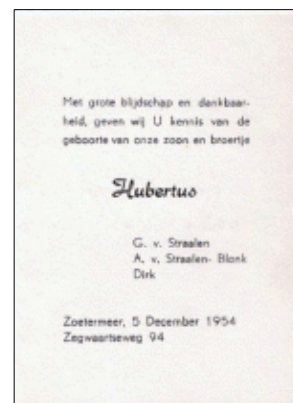 Met grote blijdschap en dankbaar-
heid, geven wij U kennis van de
geboorte van onze zoon en broertje
Hubertus
G. v. Straalen
A. v. Straalen- Blonk
Dirk
Zoetermeer, 5 December 1954
Zegwaartseweg 94